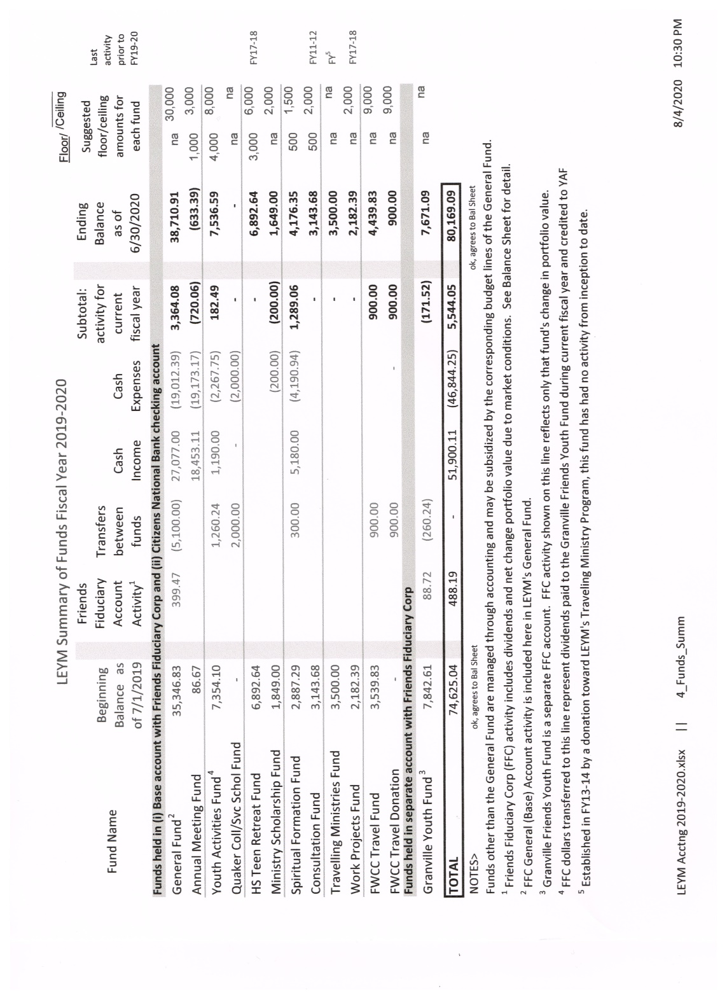 LEYM Summary of Funds Fiscal Year 2019-2020
Floor/ /Ceiling
Fund Name Beginning Balance as of 7/1/2019 Friends Fiduciary Account Activity1 Transfers between funds Cash Income Cash Expenses Subtotal: activity for current fiscal year Ending Balance as of 6/30/2020 Suggested floor/ceiling amounts for each fund Last activity prior to FY19-20
Funds held in (i) Base account with Friends Fiduciary Corp and (ii) Citizens National Bank checking account
General Fund2 35,346.83 399.47 (5,100.00) 27,077.00 (19,012.39) 3,364.08 38,710.91 na 30,000
Annual Meeting Fund 86.67 18,453.11 (19,173.17) (720.06) (633.39) 1,000 3,000
Youth Activities Fund4 7,354.10 1,260.24 1,190.00 (2,267.75) 182.49 7,536.59 4,000 8,000
Quaker Coll/Svc Schol Fund - 2,000.00 - (2,000.00) - - na na
HS Teen Retreat Fund 6,892.64 - 6,892.64 3,000 6,000 FY17-18
Ministry Scholarship Fund 1,849.00 (200.00) (200.00) 1,649.00 na 2,000
Spiritual Formation Fund 2,887.29 300.00 5,180.00 (4,190.94) 1,289.06 4,176.35 500 1,500
Consultation Fund 3,143.68 - 3,143.68 500 2,000 FY11-12
Travelling Ministries Fund 3,500.00 - 3,500.00 na na FY5
Work Projects Fund 2,182.39 - 2,182.39 na 2,000 FY17-18
FWCC Travel Fund 3,539.83 900.00 900.00 4,439.83 na 9,000
FWCC Travel Donation - 900.00 - 900.00 900.00 na 9,000
Funds held in separate account with Friends Fiduciary Corp
Granville Youth Fund 3 7,842.61 88.72 (260.24) (171.52) 7,671.09 na na
TOTAL 74,625.04 488.19 - 51,900.11 (46,844.25) 5,544.05 80,169.09
NOTES> ok, agrees to Bal Sheet ok, agrees to Bal Sheet
Funds other than the General Fund are managed through accounting and may be subsidized by the corresponding budget lines of the General Fund.
1 Friends Fiduciary Corp (FFC) activity includes dividends and net change portfolio value due to market conditions. See Balance Sheet for detail.
2 FFC General (Base) Account activity is included here in LEYM's General Fund.
3 Granville Friends Youth Fund is a separate FFC account. FFC activity shown on this line reflects only that fund's change in portfolio value.
4 FFC dollars transferred to this line represent dividends paid to the Granville Friends Youth Fund during current fiscal year and credited to YAF
5 Established in FY13-14 by a donation toward LEYM's Traveling Ministry Program, this fund has had no activity from inception to date.
LEYM Acctng 2019-2020.xlsx || 4_Funds_Summ 8/4/2020 10:30 PM